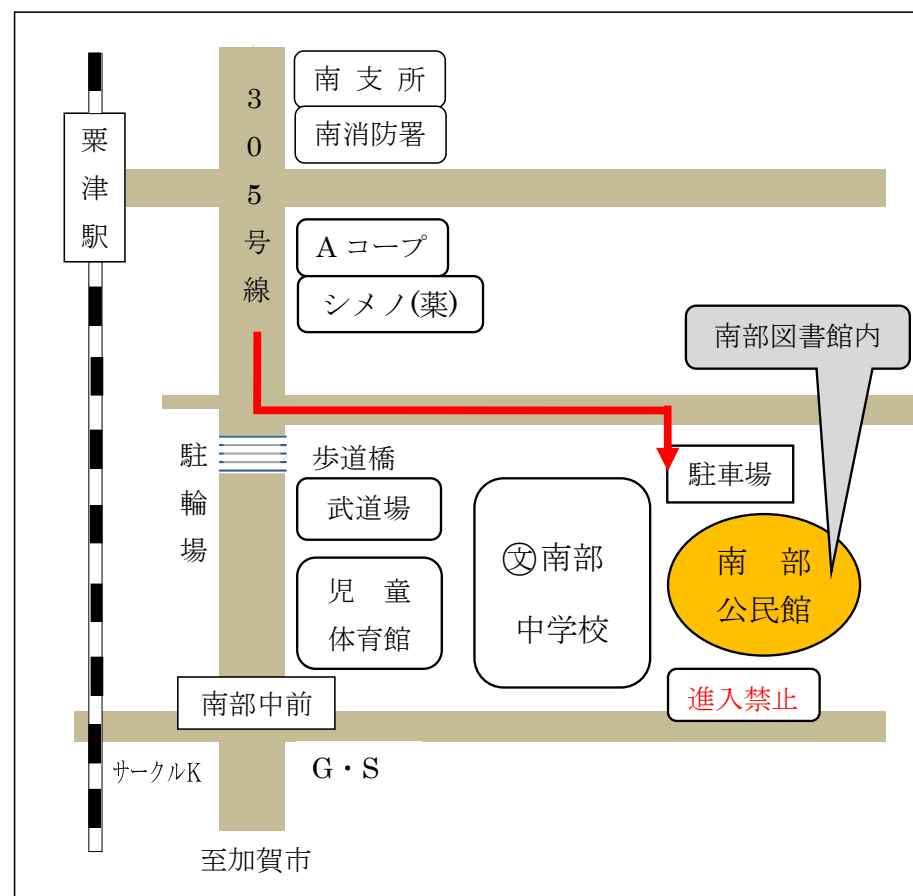 南 支 所
南消防署
305号線
粟津駅
Aコープ
シメノ(薬)
南部図書館内
駐輪場
歩道橋
駐車場
武道場
㊛南部
中学校
南 部
公民館
児 童
体育館
南部中前
進入禁止
サークルK
G・S
至加賀市